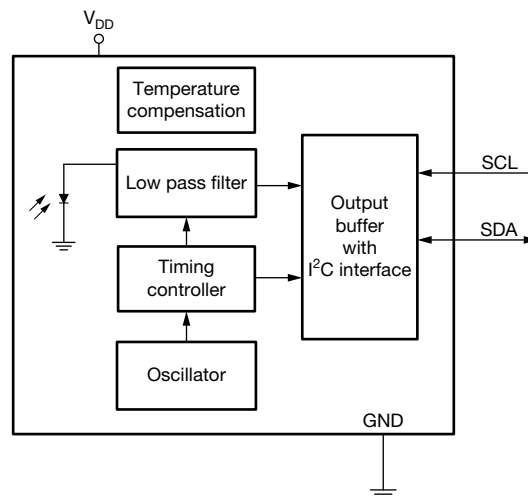 V_DD
Temperature
compensation
Low pass filter
Timing
controller
Oscillator
Output
buffer
with
I²C interface
SCL
SDA
GND